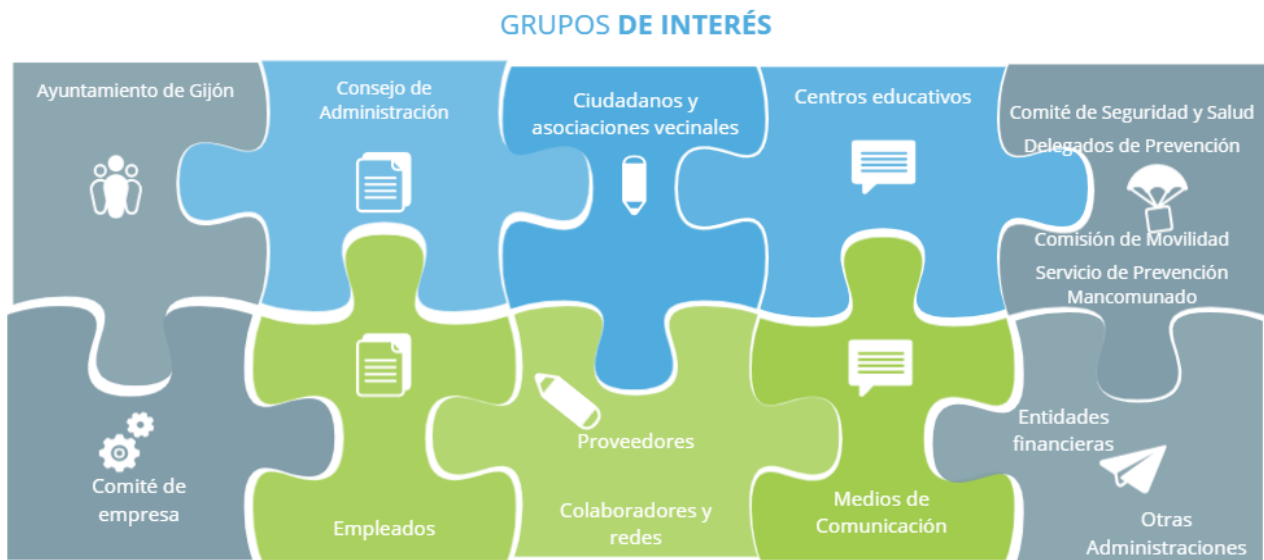 GRUPOS DE INTERÉS
Ayuntamiento de Gijón
Consejo de
Administración
Ciudadanos y
asociaciones vecinales
Centros educativos
Comité de Seguridad y Salud
Delegados de Prevención
Comisión de Movilidad
Servicio de Prevención
Mancomunado
Comité de
empresa
Empleados
Proveedores
Colaboradores y
redes
Medios de
Comunicación
Entidades
financieras
Otras
Administraciones